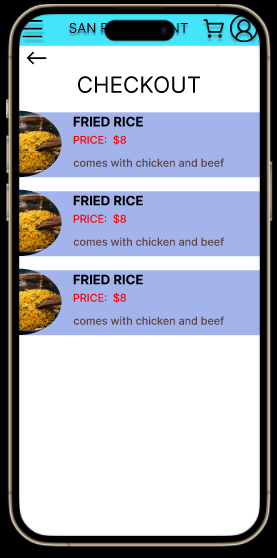 SAN
NT
CHECKOUT
FRIED RICE
PRICE: $8
comes with chicken and beef
FRIED RICE
PRICE: $8
comes with chicken and beef
FRIED RICE
PRICE: $8
comes with chicken and beef